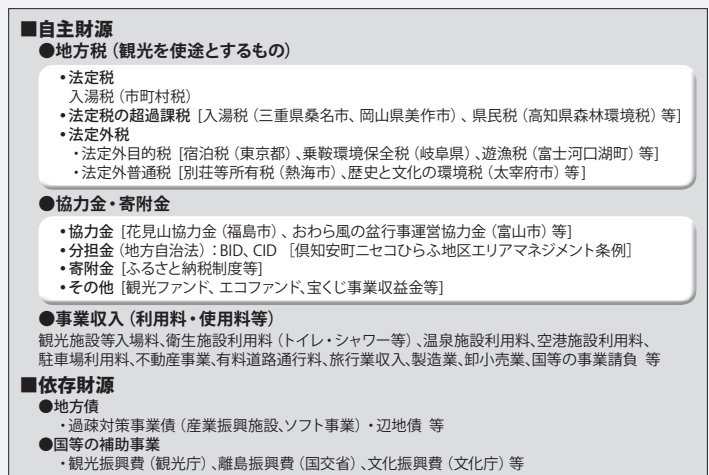 ■自主財源
●地方税（観光を使途とするもの）
•法定税
入湯税（市町村税）
•法定税の超過課税［入湯税（三重県桑名市、岡山県美作市）、県民税（高知県森林環境税）等］
•法定外税
・法定外目的税［宿泊税（東京都）、乗鞍環境保全税（岐阜県）、遊漁税（富士河口湖町）等］
・法定外普通税［別荘等所有税（熱海市）、歴史と文化の環境税（太宰府市）等］
●協力金・寄附金
•協力金［花見山協力金（福島市）、おわら風の盆行事運営協力金（富山市）等］
•分担金（地方自治法）：BID、CID ［倶知安町ニセコひらふ地区エリアマネジメント条例］
•寄附金［ふるさと納税制度等］
•その他［観光ファンド、エコファンド、宝くじ事業収益金等］
●事業収入（利用料・使用料等）
観光施設等入場料、衛生施設利用料（トイレ・シャワー等）、温泉施設利用料、空港施設利用料、
駐車場利用料、不動産事業、有料道路通行料、旅行業収入、製造業、卸小売業、国等の事業請負 等
■依存財源
●地方債
・過疎対策事業債（産業振興施設、ソフト事業）・辺地債 等
●国等の補助事業
・観光振興費（観光庁）、離島振興費（国交省）、文化振興費（文化庁）等